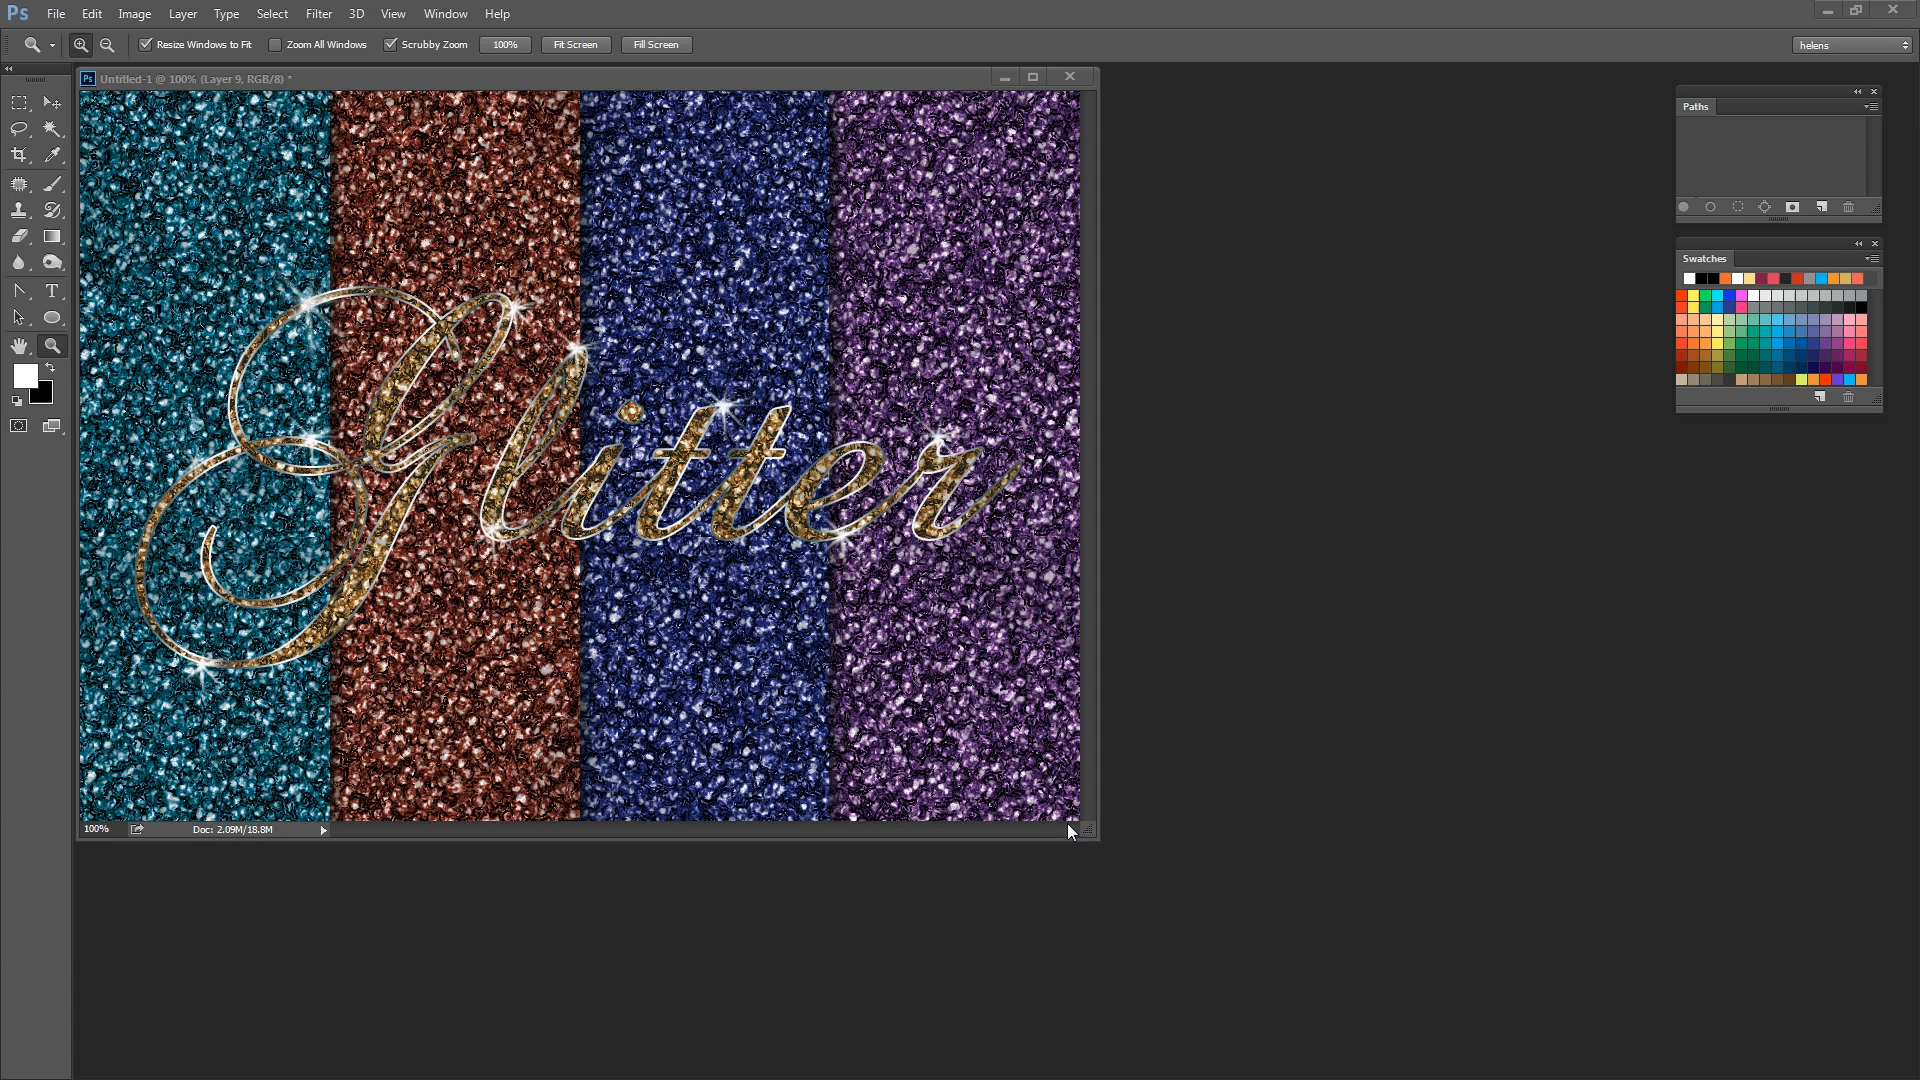 Ps File Edit Image Layer Type Select Filter 3D View Window Help
Resize Windows to Fit Zoom All Windows Scrubby Zoom 100% Fit Screen Fill Screen helens
Ps Untitled-1 @ 100% (Layer 9, RGB/8) *
Paths
Swatches
Glitter
100% Doc: 2.09M/18.8M